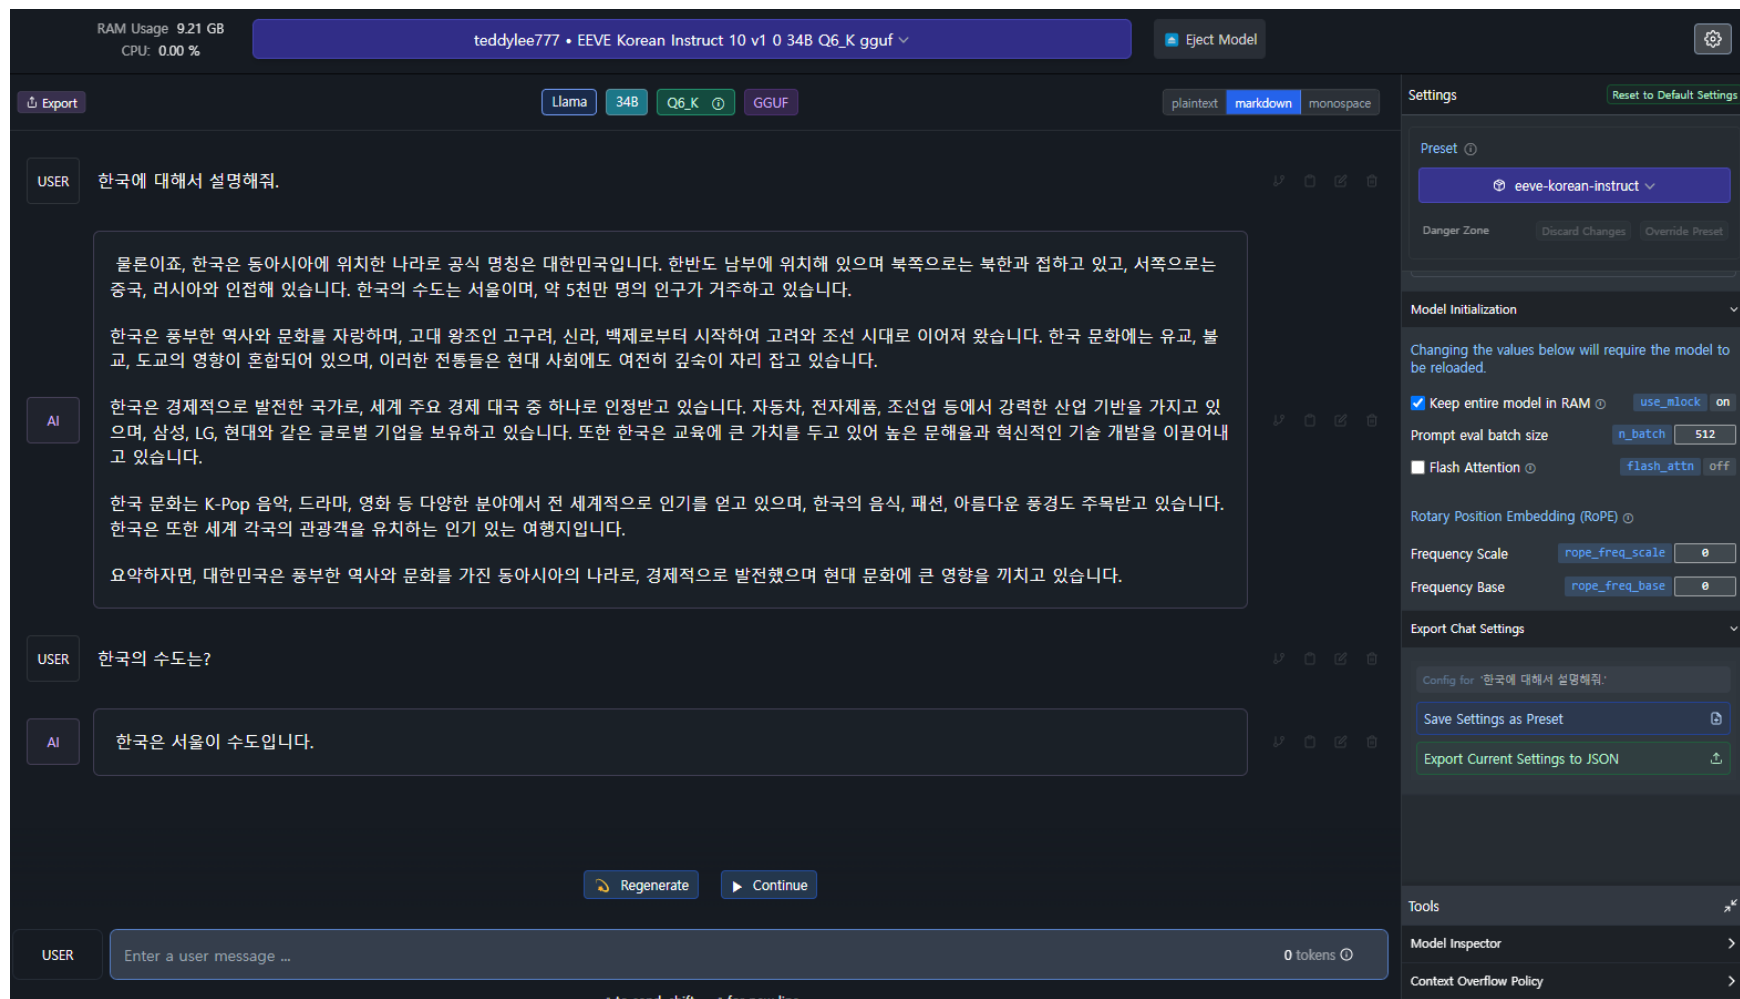 RAM Usage 9.21 GB
CPU: 0.00 %
teddylee777 • EEVE Korean Instruct 10 v1 0 34B Q6_K gguf
Eject Model
Export
Llama
34B
Q6_K
GGUF
plaintext
markdown
monospace
USER
한국에 대해서 설명해줘.
AI
물론이죠, 한국은 동아시아에 위치한 나라로 공식 명칭은 대한민국입니다. 한반도 남부에 위치해 있으며 북쪽으로는 북한과 접하고 있고, 서쪽으로는
중국, 러시아와 인접해 있습니다. 한국의 수도는 서울이며, 약 5천만 명의 인구가 거주하고 있습니다.
한국은 풍부한 역사와 문화를 자랑하며, 고대 왕조인 고구려, 신라, 백제로부터 시작하여 고려와 조선 시대로 이어져 왔습니다. 한국 문화에는 유교, 불
교, 도교의 영향이 혼합되어 있으며, 이러한 전통들은 현대 사회에도 여전히 깊숙이 자리 잡고 있습니다.
한국은 경제적으로 발전한 국가로, 세계 주요 경제 대국 중 하나로 인정받고 있습니다. 자동차, 전자제품, 조선업 등에서 강력한 산업 기반을 가지고 있
으며, 삼성, LG, 현대와 같은 글로벌 기업을 보유하고 있습니다. 또한 한국은 교육에 큰 가치를 두고 있어 높은 문해율과 혁신적인 기술 개발을 이끌어내
고 있습니다.
한국 문화는 K-Pop 음악, 드라마, 영화 등 다양한 분야에서 전 세계적으로 인기를 얻고 있으며, 한국의 음식, 패션, 아름다운 풍경도 주목받고 있습니다.
한국은 또한 세계 각국의 관광객을 유치하는 인기 있는 여행지입니다.
요약하자면, 대한민국은 풍부한 역사와 문화를 가진 동아시아의 나라로, 경제적으로 발전했으며 현대 문화에 큰 영향을 끼치고 있습니다.
USER
한국의 수도는?
AI
한국은 서울이 수도입니다.
Regenerate
Continue
USER
Enter a user message ...
0 tokens
Settings
Reset to Default Settings
Preset
eeve-korean-instruct
Danger Zone
Discard Changes
Override Preset
Model Initialization
Changing the values below will require the model to
be reloaded.
Keep entire model in RAM use_mlock on
Prompt eval batch size n_batch 512
Flash Attention flash_attn off
Rotary Position Embedding (RoPE)
Frequency Scale rope_freq_scale 0
Frequency Base rope_freq_base 0
Export Chat Settings
Config for '한국에 대해서 설명해줘.'
Save Settings as Preset
Export Current Settings to JSON
Tools
Model Inspector
Context Overflow Policy